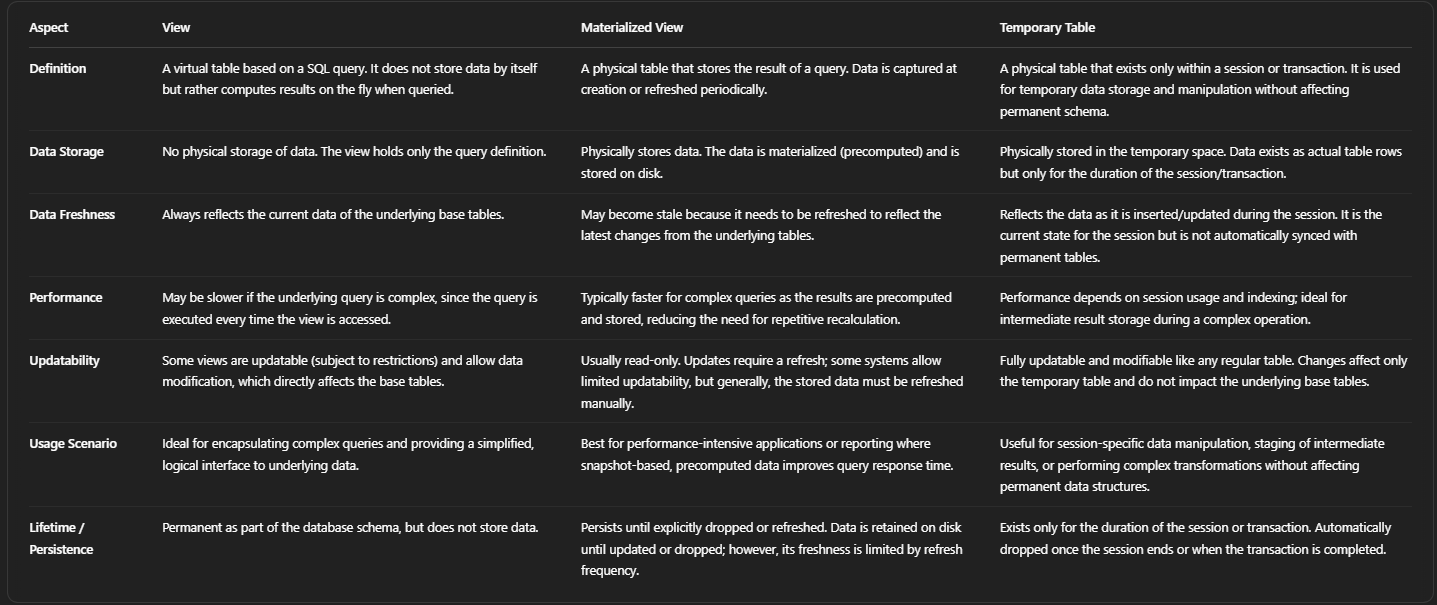 Aspect View Materialized View Temporary Table
Definition
A virtual table based on a SQL query. It does not store data by itself
but rather computes results on the fly when queried.
A physical table that stores the result of a query. Data is captured at
creation or refreshed periodically.
A physical table that exists only within a session or transaction. It is used
for temporary data storage and manipulation without affecting
permanent schema.
Data Storage
No physical storage of data. The view holds only the query definition.
Physically stores data. The data is materialized (precomputed) and is
stored on disk.
Physically stored in the temporary space. Data exists as actual table rows
but only for the duration of the session/transaction.
Data Freshness
Always reflects the current data of the underlying base tables.
May become stale because it needs to be refreshed to reflect the
latest changes from the underlying tables.
Reflects the data as it is inserted/updated during the session. It is the
current state for the session but is not automatically synced with
permanent tables.
Performance
May be slower if the underlying query is complex, since the query is
executed every time the view is accessed.
Typically faster for complex queries as the results are precomputed
and stored, reducing the need for repetitive recalculation.
Performance depends on session usage and indexing; ideal for
intermediate result storage during a complex operation.
Updatability
Some views are updatable (subject to restrictions) and allow data
modification, which directly affects the base tables.
Usually read-only. Updates require a refresh; some systems allow
limited updatability, but generally, the stored data must be refreshed
manually.
Fully updatable and modifiable like any regular table. Changes affect only
the temporary table and do not impact the underlying base tables.
Usage Scenario
Ideal for encapsulating complex queries and providing a simplified,
logical interface to underlying data.
Best for performance-intensive applications or reporting where
snapshot-based, precomputed data improves query response time.
Useful for session-specific data manipulation, staging of intermediate
results, or performing complex transformations without affecting
permanent data structures.
Lifetime /
Persistence
Permanent as part of the database schema, but does not store data.
Persists until explicitly dropped or refreshed. Data is retained on disk
until updated or dropped; however, its freshness is limited by refresh
frequency.
Exists only for the duration of the session or transaction. Automatically
dropped once the session ends or when the transaction is completed.